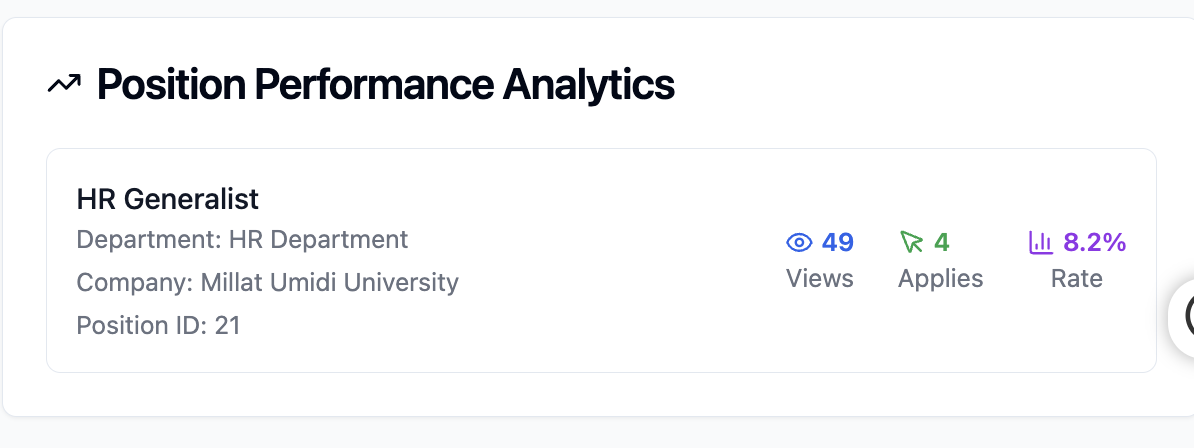 Position Performance Analytics
HR Generalist
Department: HR Department
Company: Millat Umidi University
Position ID: 21
49
Views
4
Applies
8.2%
Rate